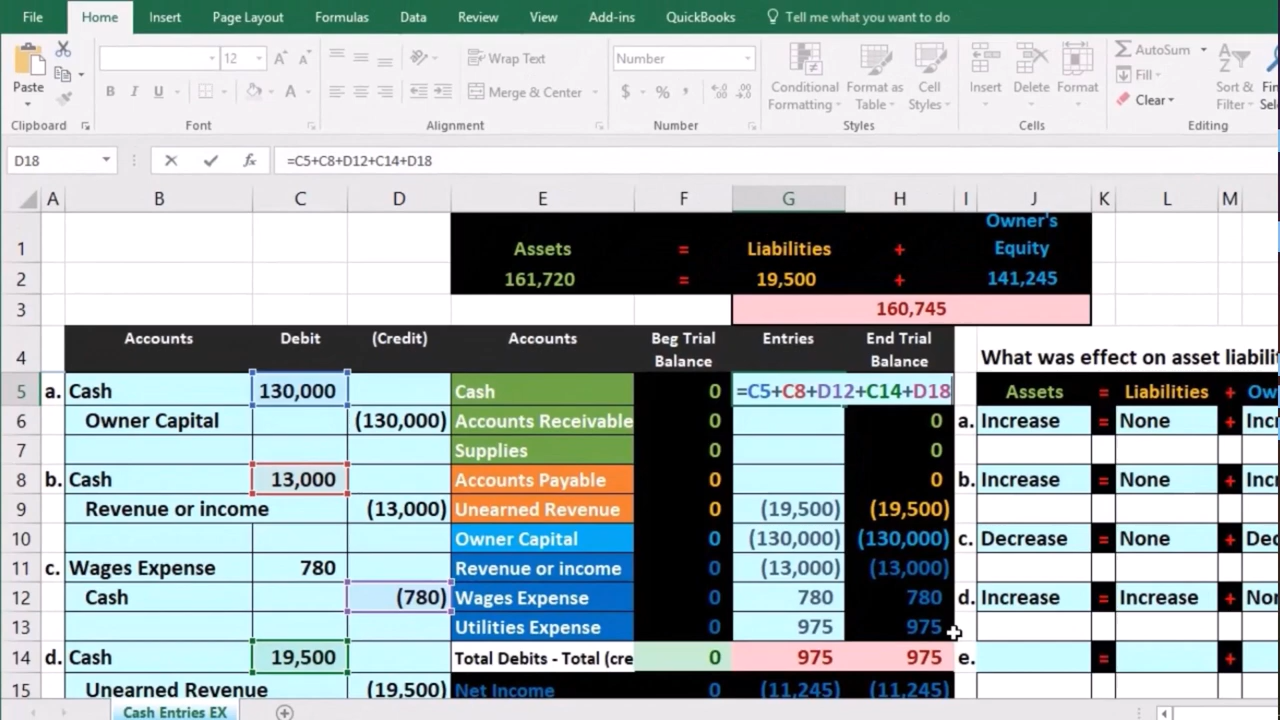 File Home Insert Page Layout Formulas Data Review View Add-ins QuickBooks Tell me what you want to do
12 A A Wrap Text Number AutoSum
Paste B I U A Merge & Center $ % Conditional Formatting Format as Table Cell Styles Insert Delete Format Fill Clear Sort & Filter
Clipboard Font Alignment Number Styles Cells Editing
D18 fx =C5+C8+D12+C14+D18
A B C D E F G H I J K L M
1 Assets = Liabilities + Owner's Equity
2 161,720 = 19,500 + 141,245
3 160,745
4 Accounts Debit (Credit) Accounts Beg Trial Balance Entries End Trial Balance What was effect on asset liabili
5 a. Cash 130,000 Cash 0 =C5+C8+D12+C14+D18 Assets = Liabilities + Ow
6 Owner Capital (130,000) Accounts Receivable 0 0 a. Increase = None + Incr
7 Supplies 0 0
8 b. Cash 13,000 Accounts Payable 0 0 b. Increase = None + Incr
9 Revenue or income (13,000) Unearned Revenue 0 (19,500) (19,500)
10 Owner Capital 0 (130,000) (130,000) c. Decrease = None + Dec
11 c. Wages Expense 780 Revenue or income 0 (13,000) (13,000)
12 Cash (780) Wages Expense 0 780 780 d. Increase = Increase + Nor
13 Utilities Expense 0 975 975
14 d. Cash 19,500 Total Debits - Total (cre 0 975 975 e. = +
15 Unearned Revenue (19,500) Net Income 0 (11,245) (11,245)
Cash Entries EX